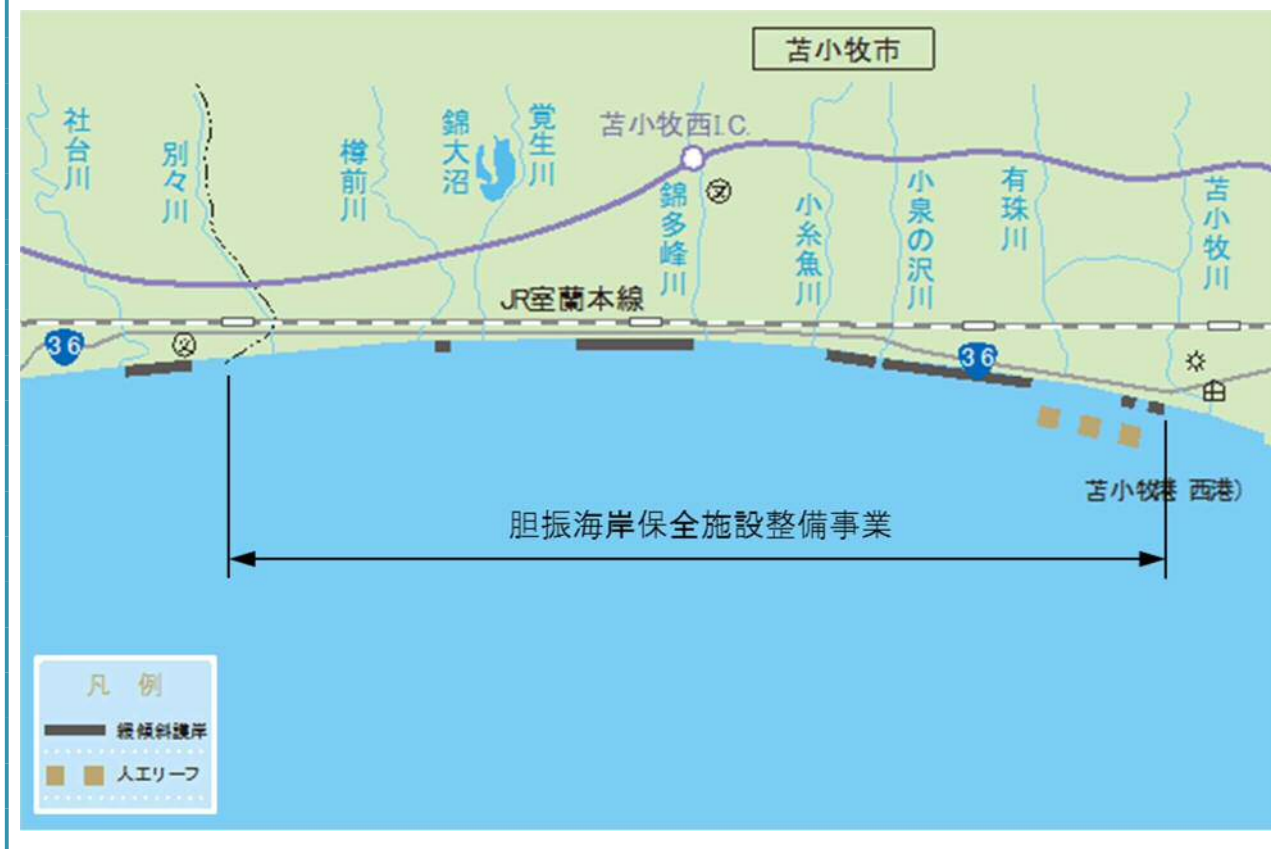 苫小牧市
社台川
別々川
樽前川
錦大沼
覚生川
苫小牧西I.C.
錦多峰川
小糸魚川
小泉の沢川
有珠川
苫小牧川
JR室蘭本線
36
36
苫小牧港 西港)
胆振海岸保全施設整備事業
凡 例
緩傾斜護岸
人工リーフ